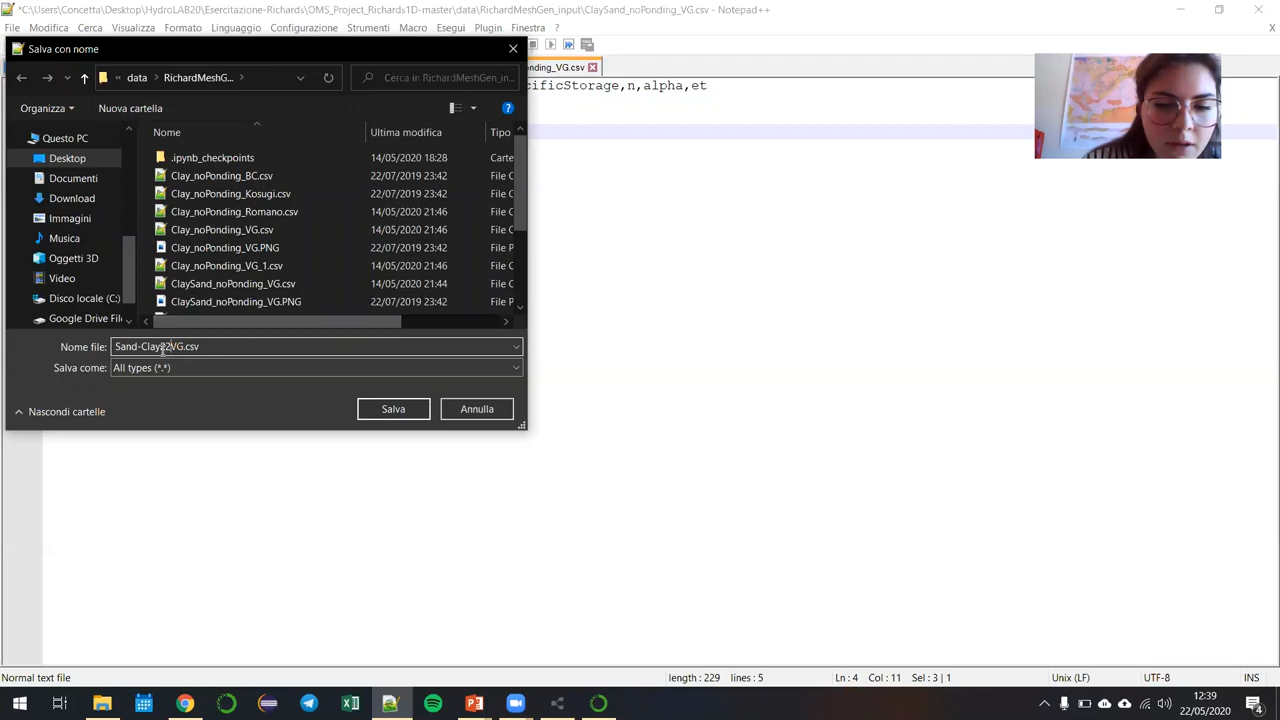 *C:\Users\Concetta\Desktop\HydroLAB20\Esercitazione-Richards\OMS_Project_Richards1D-master\data\RichardMeshGen_input\ClaySand_noPonding_VG.csv - Notepad++
File Modifica Cerca Visualizza Formato Linguaggio Configurazione Strumenti Macro Esegui Plugin Finestra ?
Salva con nome
onding_VG.csv
cificStorage,n,alpha,et
« data > RichardMeshG... >
Cerca in RichardMeshGen_in...
Organizza
Nuova cartella
Questo PC
Desktop
Documenti
Download
Immagini
Musica
Oggetti 3D
Video
Disco locale (C:)
Google Drive File
Nome Ultima modifica Tipo
.ipynb_checkpoints 14/05/2020 18:28 Carte
Clay_noPonding_BC.csv 22/07/2019 23:42 File C
Clay_noPonding_Kosugi.csv 22/07/2019 23:42 File C
Clay_noPonding_Romano.csv 14/05/2020 21:46 File C
Clay_noPonding_VG.csv 14/05/2020 21:46 File C
Clay_noPonding_VG.PNG 22/07/2019 23:42 File P
Clay_noPonding_VG_1.csv 14/05/2020 21:46 File C
ClaySand_noPonding_VG.csv 14/05/2020 21:44 File C
ClaySand_noPonding_VG.PNG 22/07/2019 23:42 File P
Nome file: Sand-Clay22VG.csv
Salva come: All types (*.*)
Nascondi cartelle
Salva
Annulla
Normal text file
length : 229 lines : 5
Ln : 4 Col : 11 Sel : 3 | 1
Unix (LF)
UTF-8
INS
12:39
22/05/2020
4